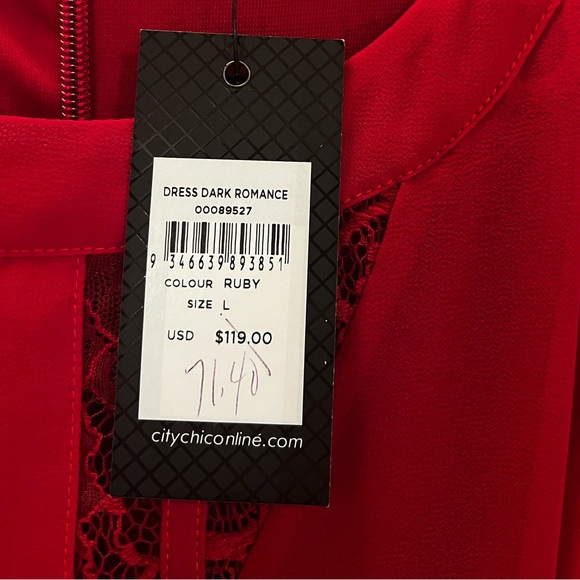 DRESS DARK ROMANCE
00089527
9 346639 893851
COLOUR RUBY
SIZE L
USD $119.00
71.40
citychiconline.com